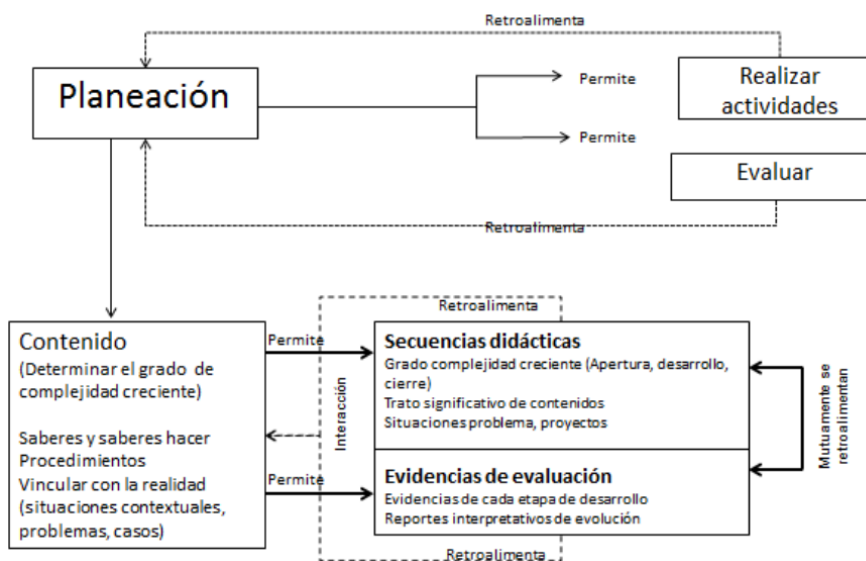 Retroalimenta
Planeación
Permite
Permite
Realizar
actividades
Evaluar
Retroalimenta
Retroalimenta
Contenido
(Determinar el grado de
complejidad creciente)
Saberes y saberes hacer
Procedimientos
Vincular con la realidad
(situaciones contextuales,
problemas, casos)
Permite
Permite
Interacción
Secuencias didácticas
Grado complejidad creciente (Apertura, desarrollo,
cierre)
Trato significativo de contenidos
Situaciones problema, proyectos
Evidencias de evaluación
Evidencias de cada etapa de desarrollo
Reportes interpretativos de evolución
Mutuamente se
retroalimentan
Retroalimenta